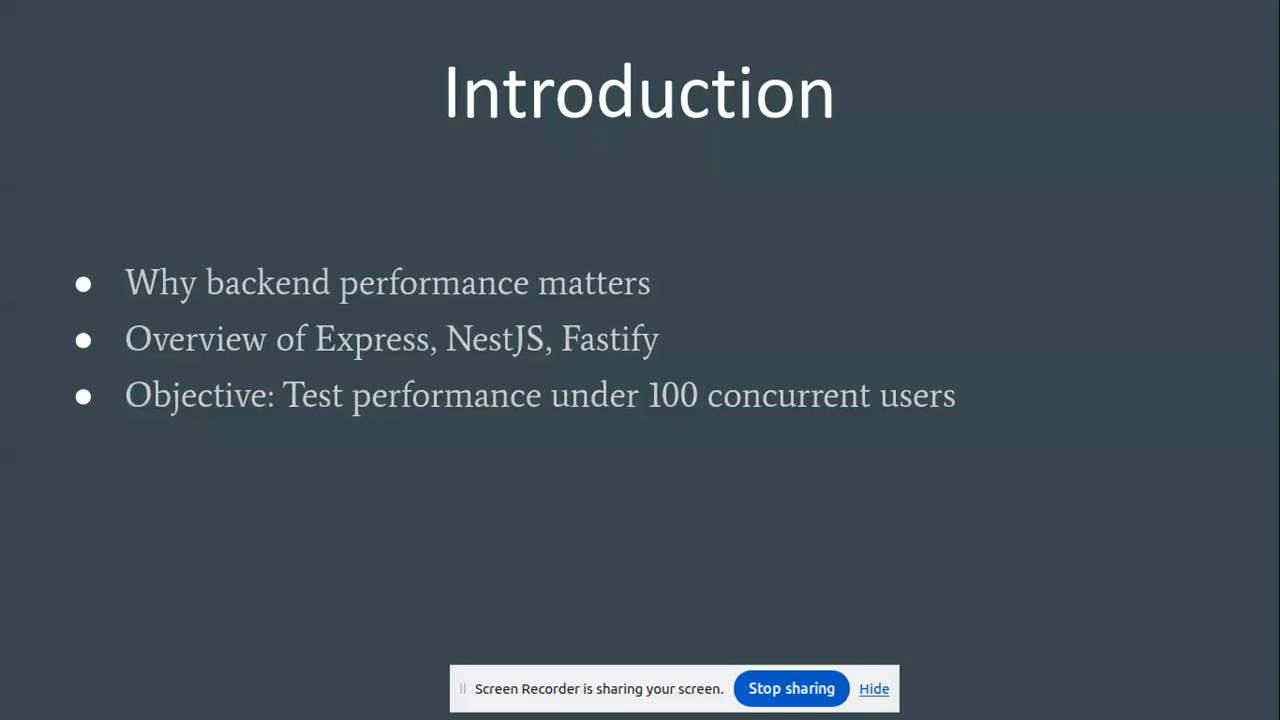 Introduction
● Why backend performance matters
● Overview of Express, NestJS, Fastify
● Objective: Test performance under 100 concurrent users
Screen Recorder is sharing your screen. Stop sharing Hide